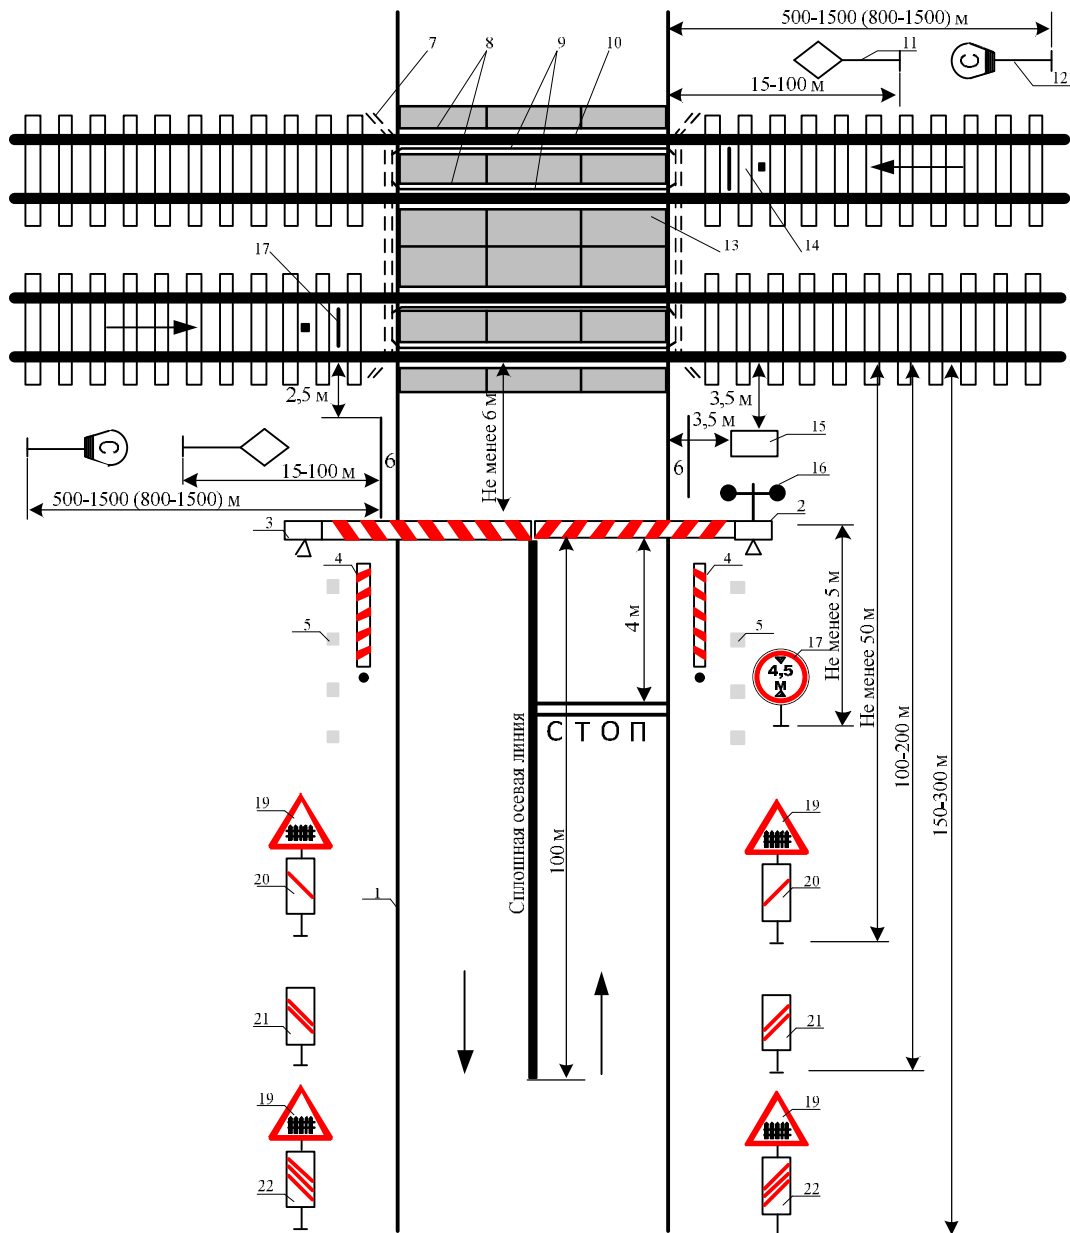 500-1500 (800-1500) м
7
8
9
10
11
С
12
15-100 м
17
13
14
2,5 м
Не менее 6 м
3,5 м
3,5 м
15
С
6
6
16
15-100 м
500-1500 (800-1500) м
3
2
4
4
5
5
4 м
Не менее 5 м
Не менее 50 м
17
4,5
м
СТОП
Сплошная осевая линия
100 м
100-200 м
150-300 м
19
19
20
20
1
21
21
19
19
22
22